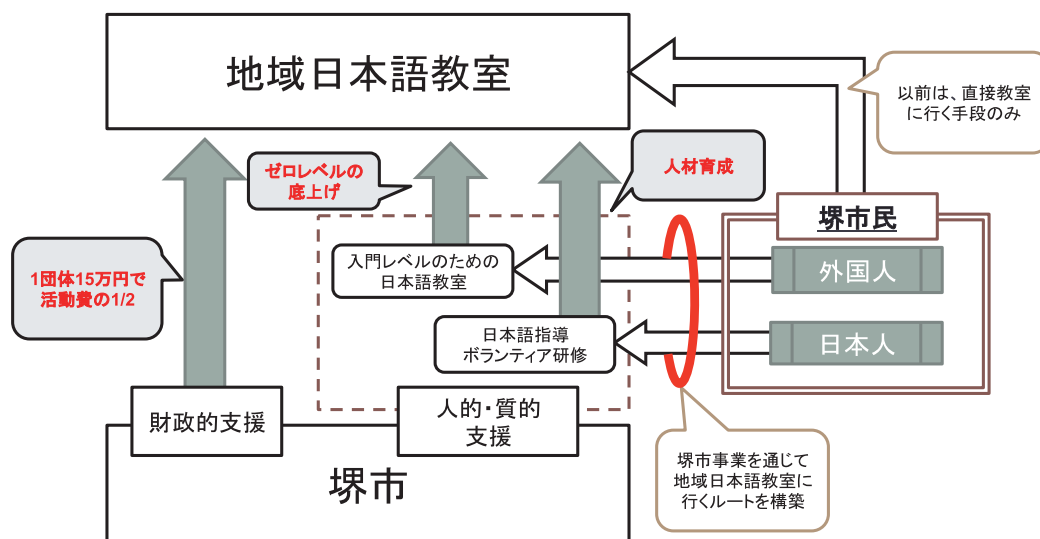 地域日本語教室
以前は、直接教室
に行く手段のみ
ゼロレベルの
底上げ
人材育成
堺市民
外国人
日本人
1団体15万円で
活動費の1/2
入門レベルのための
日本語教室
日本語指導
ボランティア研修
財政的支援
人的・質的
支援
堺市
堺市事業を通じて
地域日本語教室に
行くルートを構築